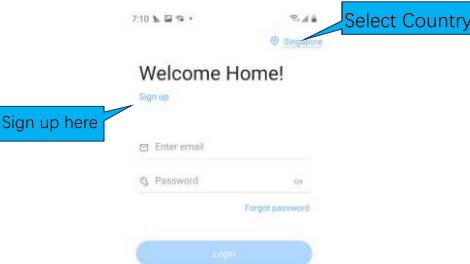 7:10
Select Country
Singapore
Welcome Home!
Sign up
Sign up here
Enter email
Password
Forgot password
Login